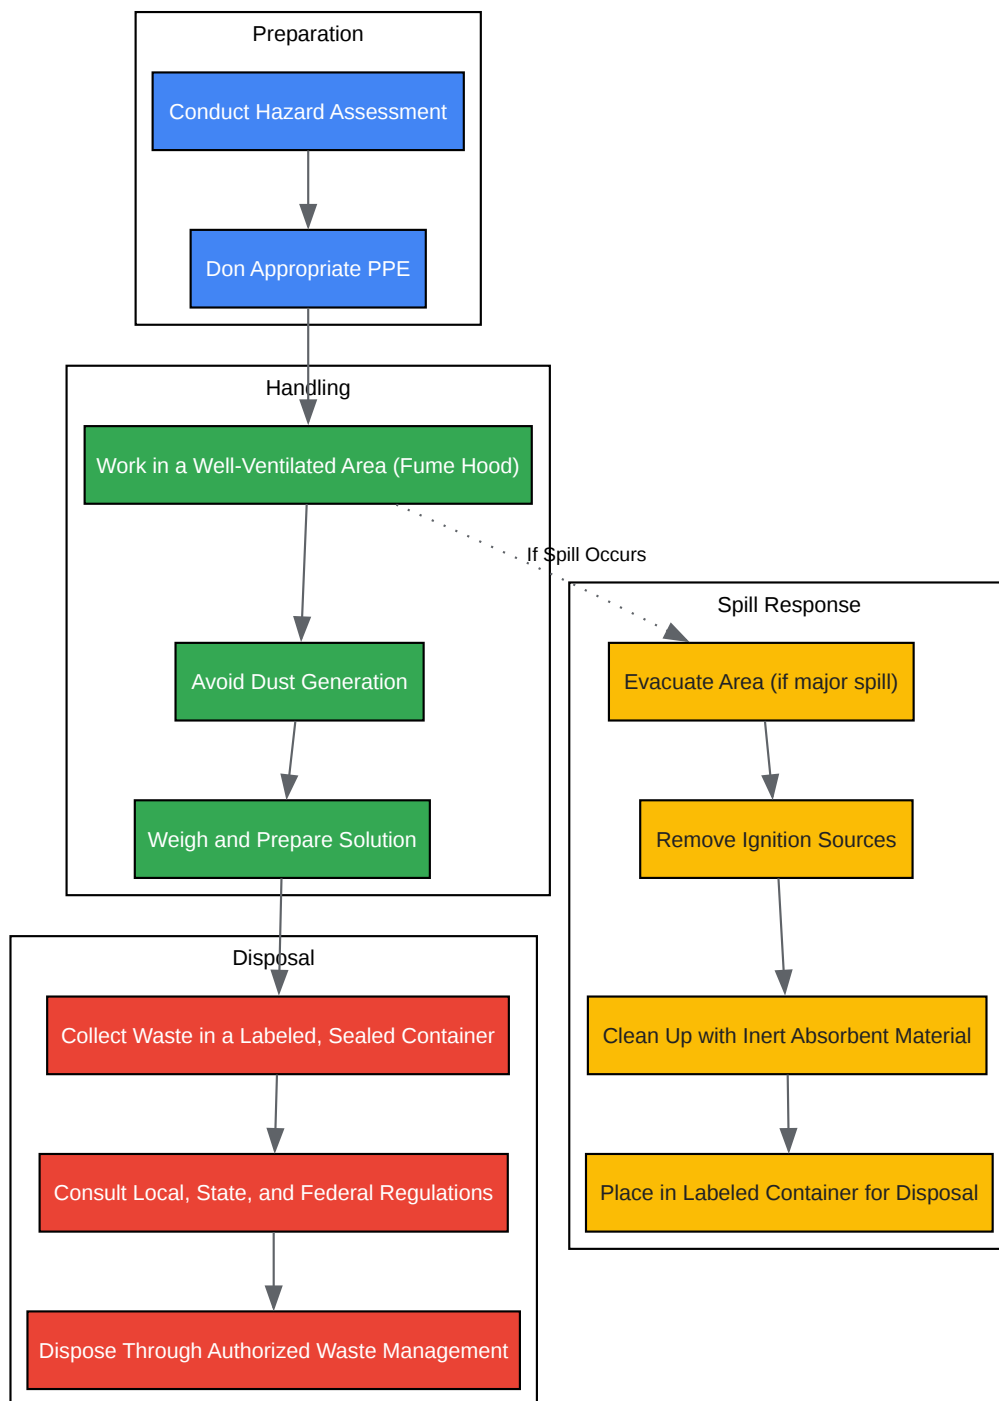 Preparation
Conduct Hazard Assessment
Don Appropriate PPE
Handling
Work in a Well-Ventilated Area (Fume Hood)
If Spill Occurs
Avoid Dust Generation
Weigh and Prepare Solution
Spill Response
Evacuate Area (if major spill)
Remove Ignition Sources
Clean Up with Inert Absorbent Material
Place in Labeled Container for Disposal
Disposal
Collect Waste in a Labeled, Sealed Container
Consult Local, State, and Federal Regulations
Dispose Through Authorized Waste Management